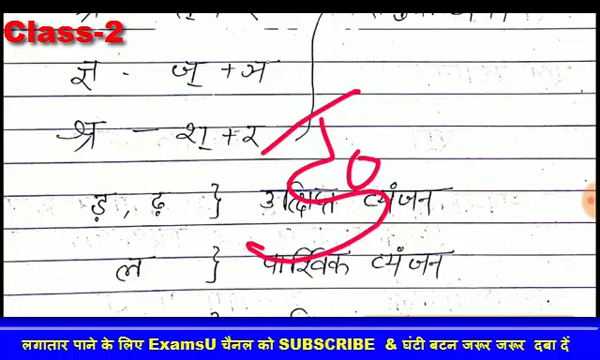 Class-2
ज्ञ - ज् + ञ
श्र - श् + र
ड़ , ढ़ } उत्क्षिप्त व्यंजन
ल } पार्श्विक व्यंजन
लगातार पाने के लिए ExamsU चैनल को SUBSCRIBE & घंटी बटन जरूर जरूर दबा दें